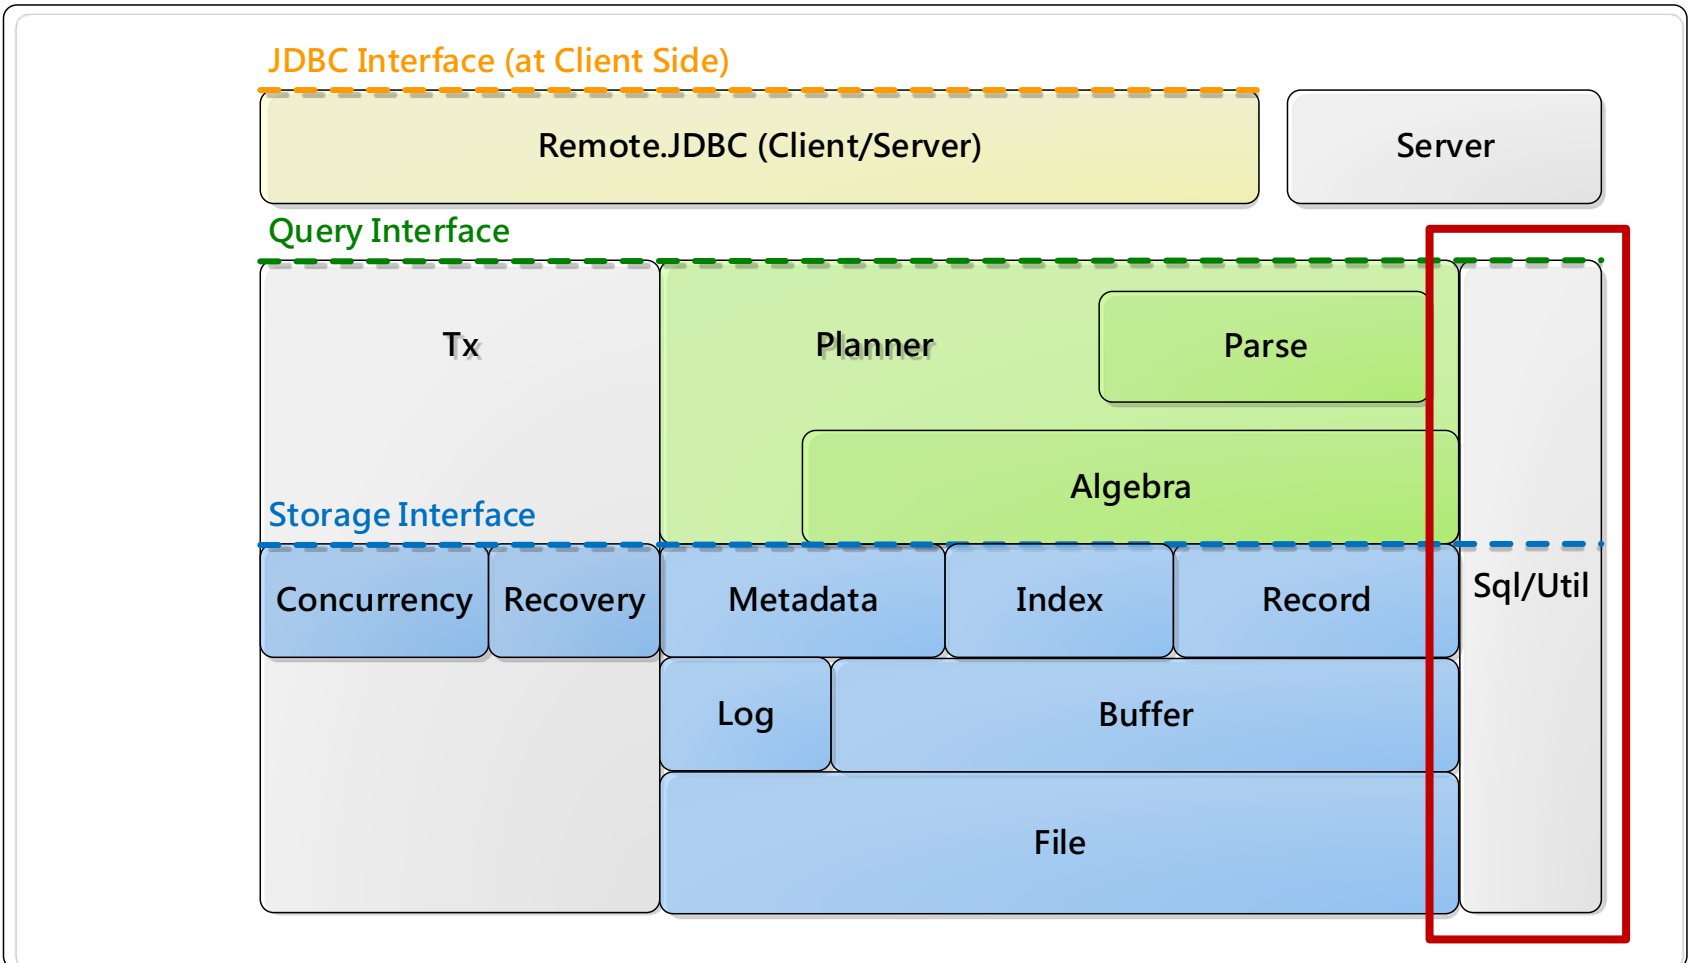 JDBC Interface (at Client Side)
Remote.JDBC (Client/Server)
Server
Query Interface
Tx
Planner
Parse
Algebra
Storage Interface
Concurrency
Recovery
Metadata
Index
Record
Sql/Util
Log
Buffer
File